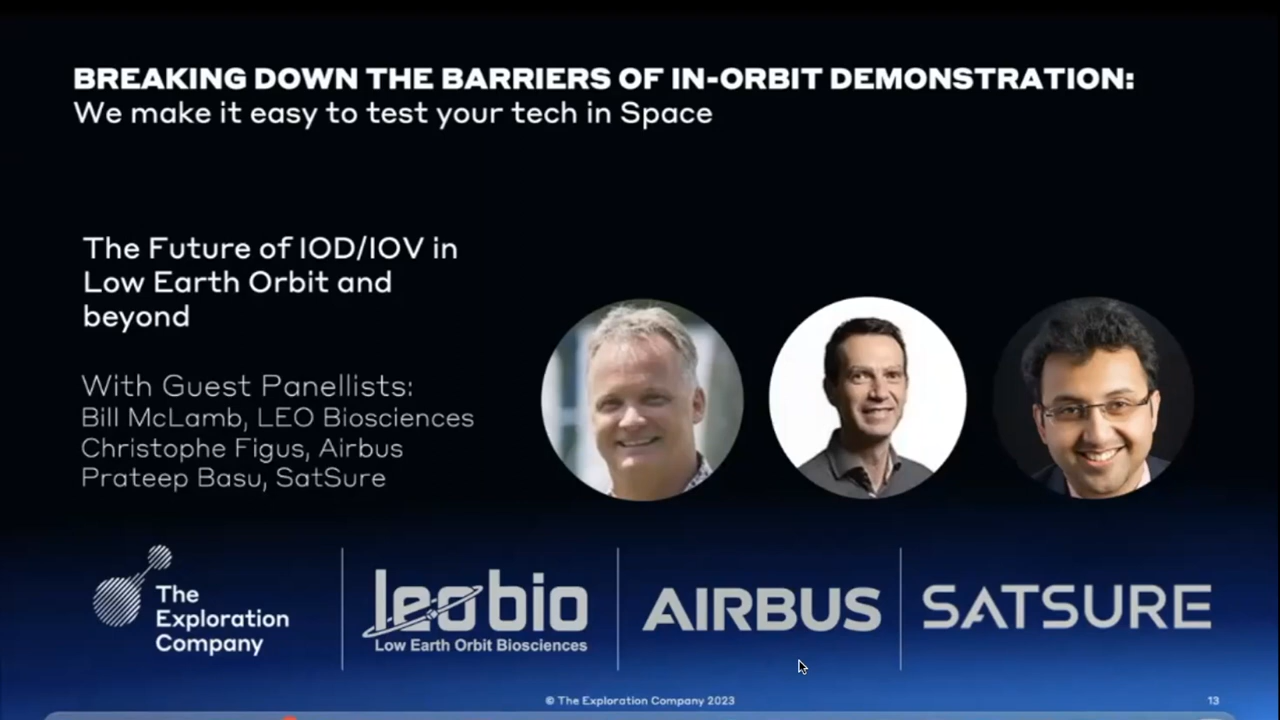 BREAKING DOWN THE BARRIERS OF IN-ORBIT DEMONSTRATION:
We make it easy to test your tech in Space
The Future of IOD/IOV in
Low Earth Orbit and
beyond
With Guest Panellists:
Bill McLamb, LEO Biosciences
Christophe Figus, Airbus
Prateep Basu, SatSure
The
Exploration
Company
leobio
Low Earth Orbit Biosciences
AIRBUS
SATSURE
© The Exploration Company 2023
13